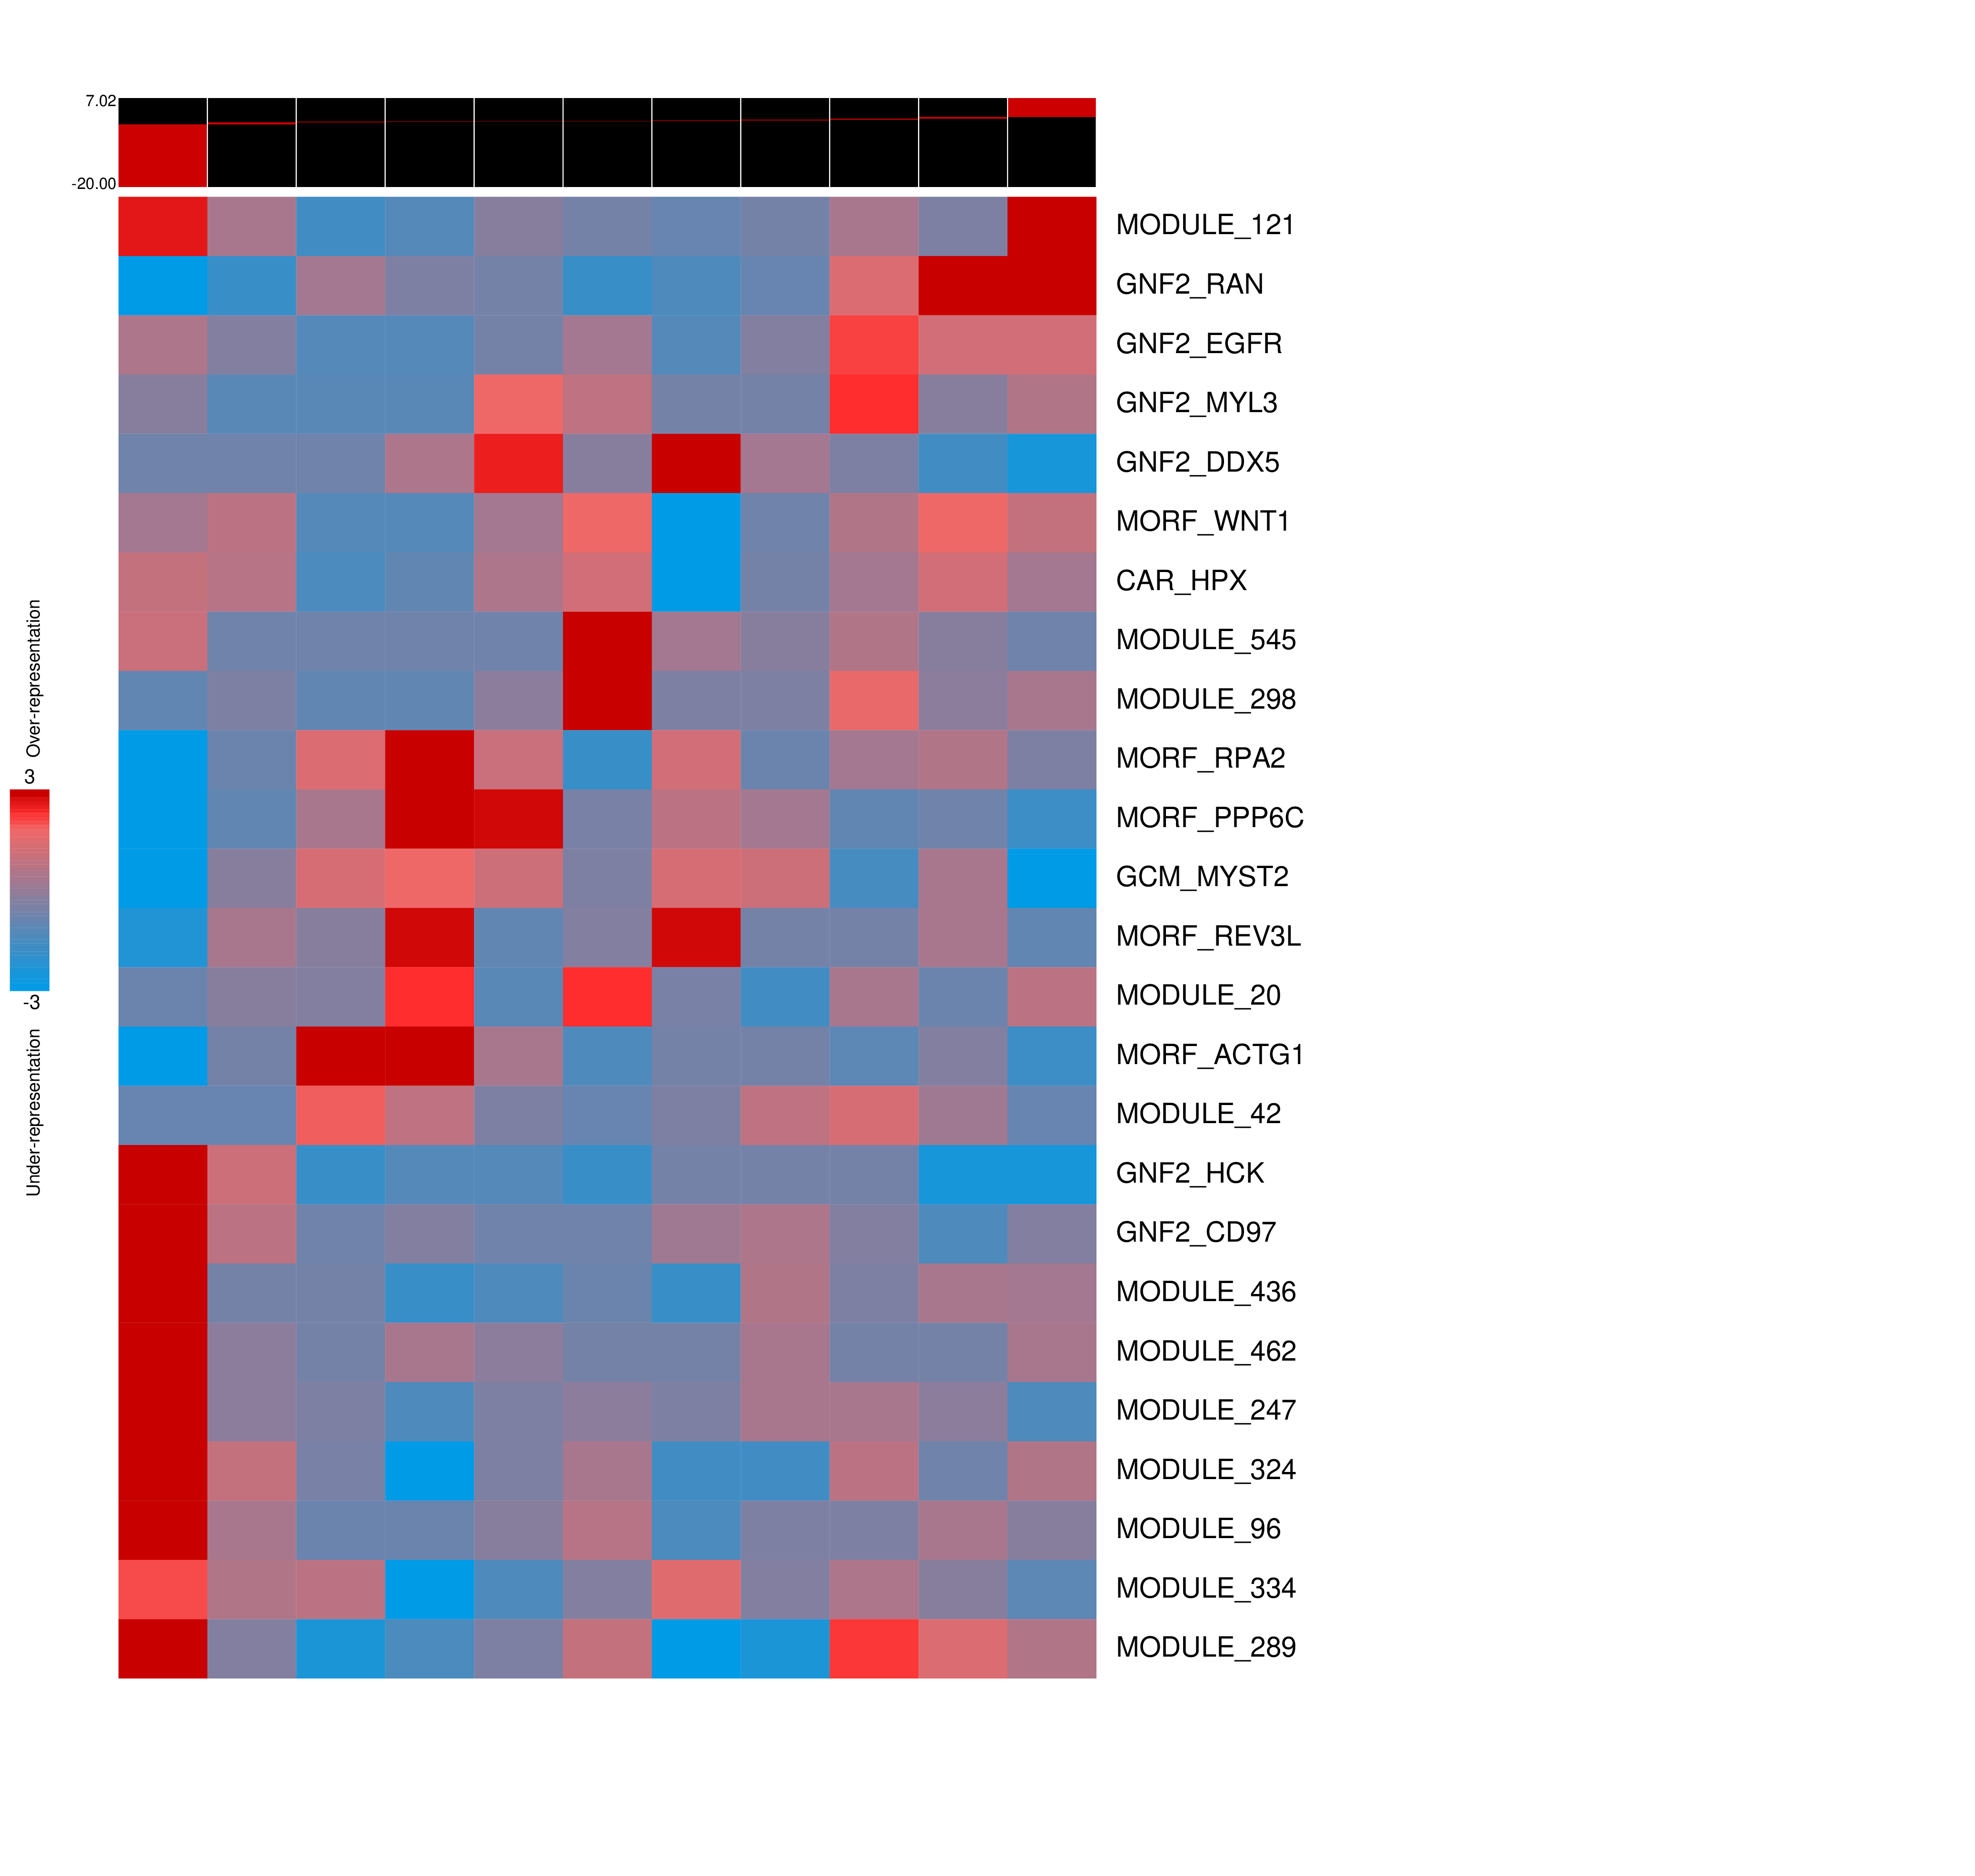 7.02
-20.00
MODULE_121
GNF2_RAN
GNF2_EGFR
GNF2_MYL3
GNF2_DDX5
MORF_WNT1
CAR_HPX
MODULE_545
MODULE_298
MORF_RPA2
MORF_PPP6C
GCM_MYST2
MORF_REV3L
MODULE_20
MORF_ACTG1
MODULE_42
GNF2_HCK
GNF2_CD97
MODULE_436
MODULE_462
MODULE_247
MODULE_324
MODULE_96
MODULE_334
MODULE_289
Over-representation
3
-3
Under-representation